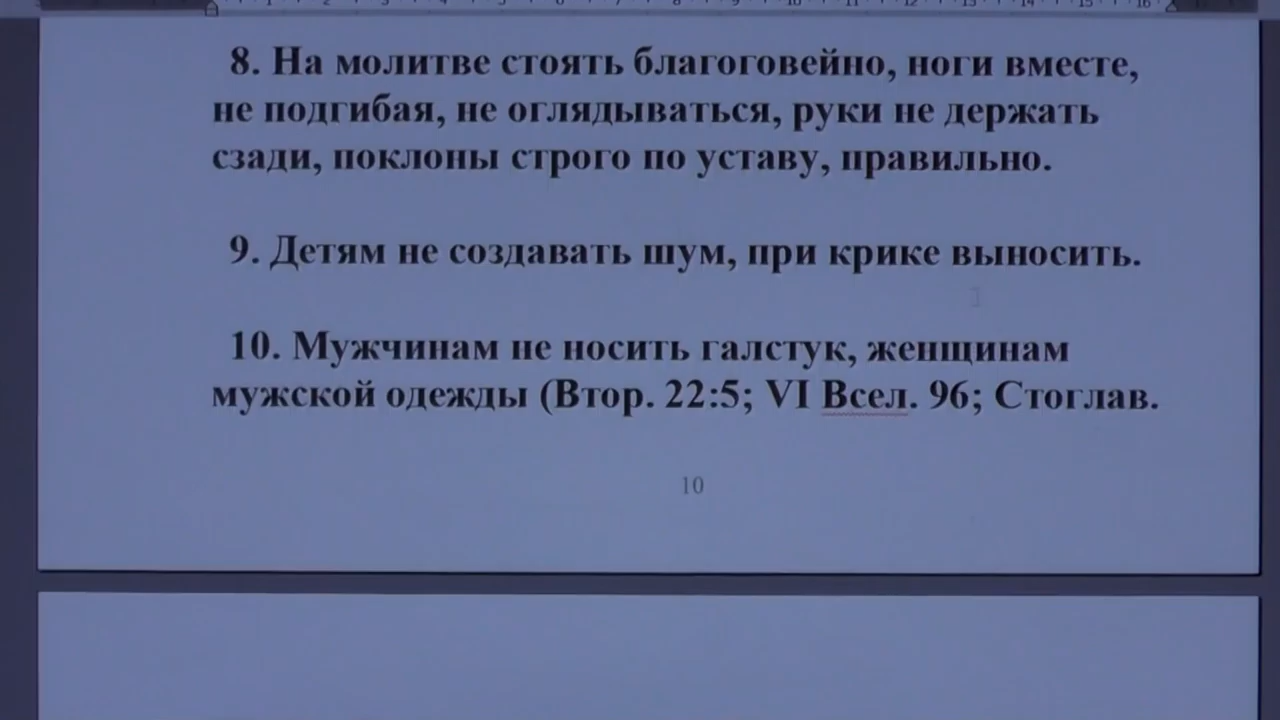 8. На молитве стоять благоговейно, ноги вместе,
не подгибая, не оглядываться, руки не держать
сзади, поклоны строго по уставу, правильно.
9. Детям не создавать шум, при крике выносить.
10. Мужчинам не носить галстук, женщинам
мужской одежды (Втор. 22:5; VI Всел. 96; Стоглав.
10